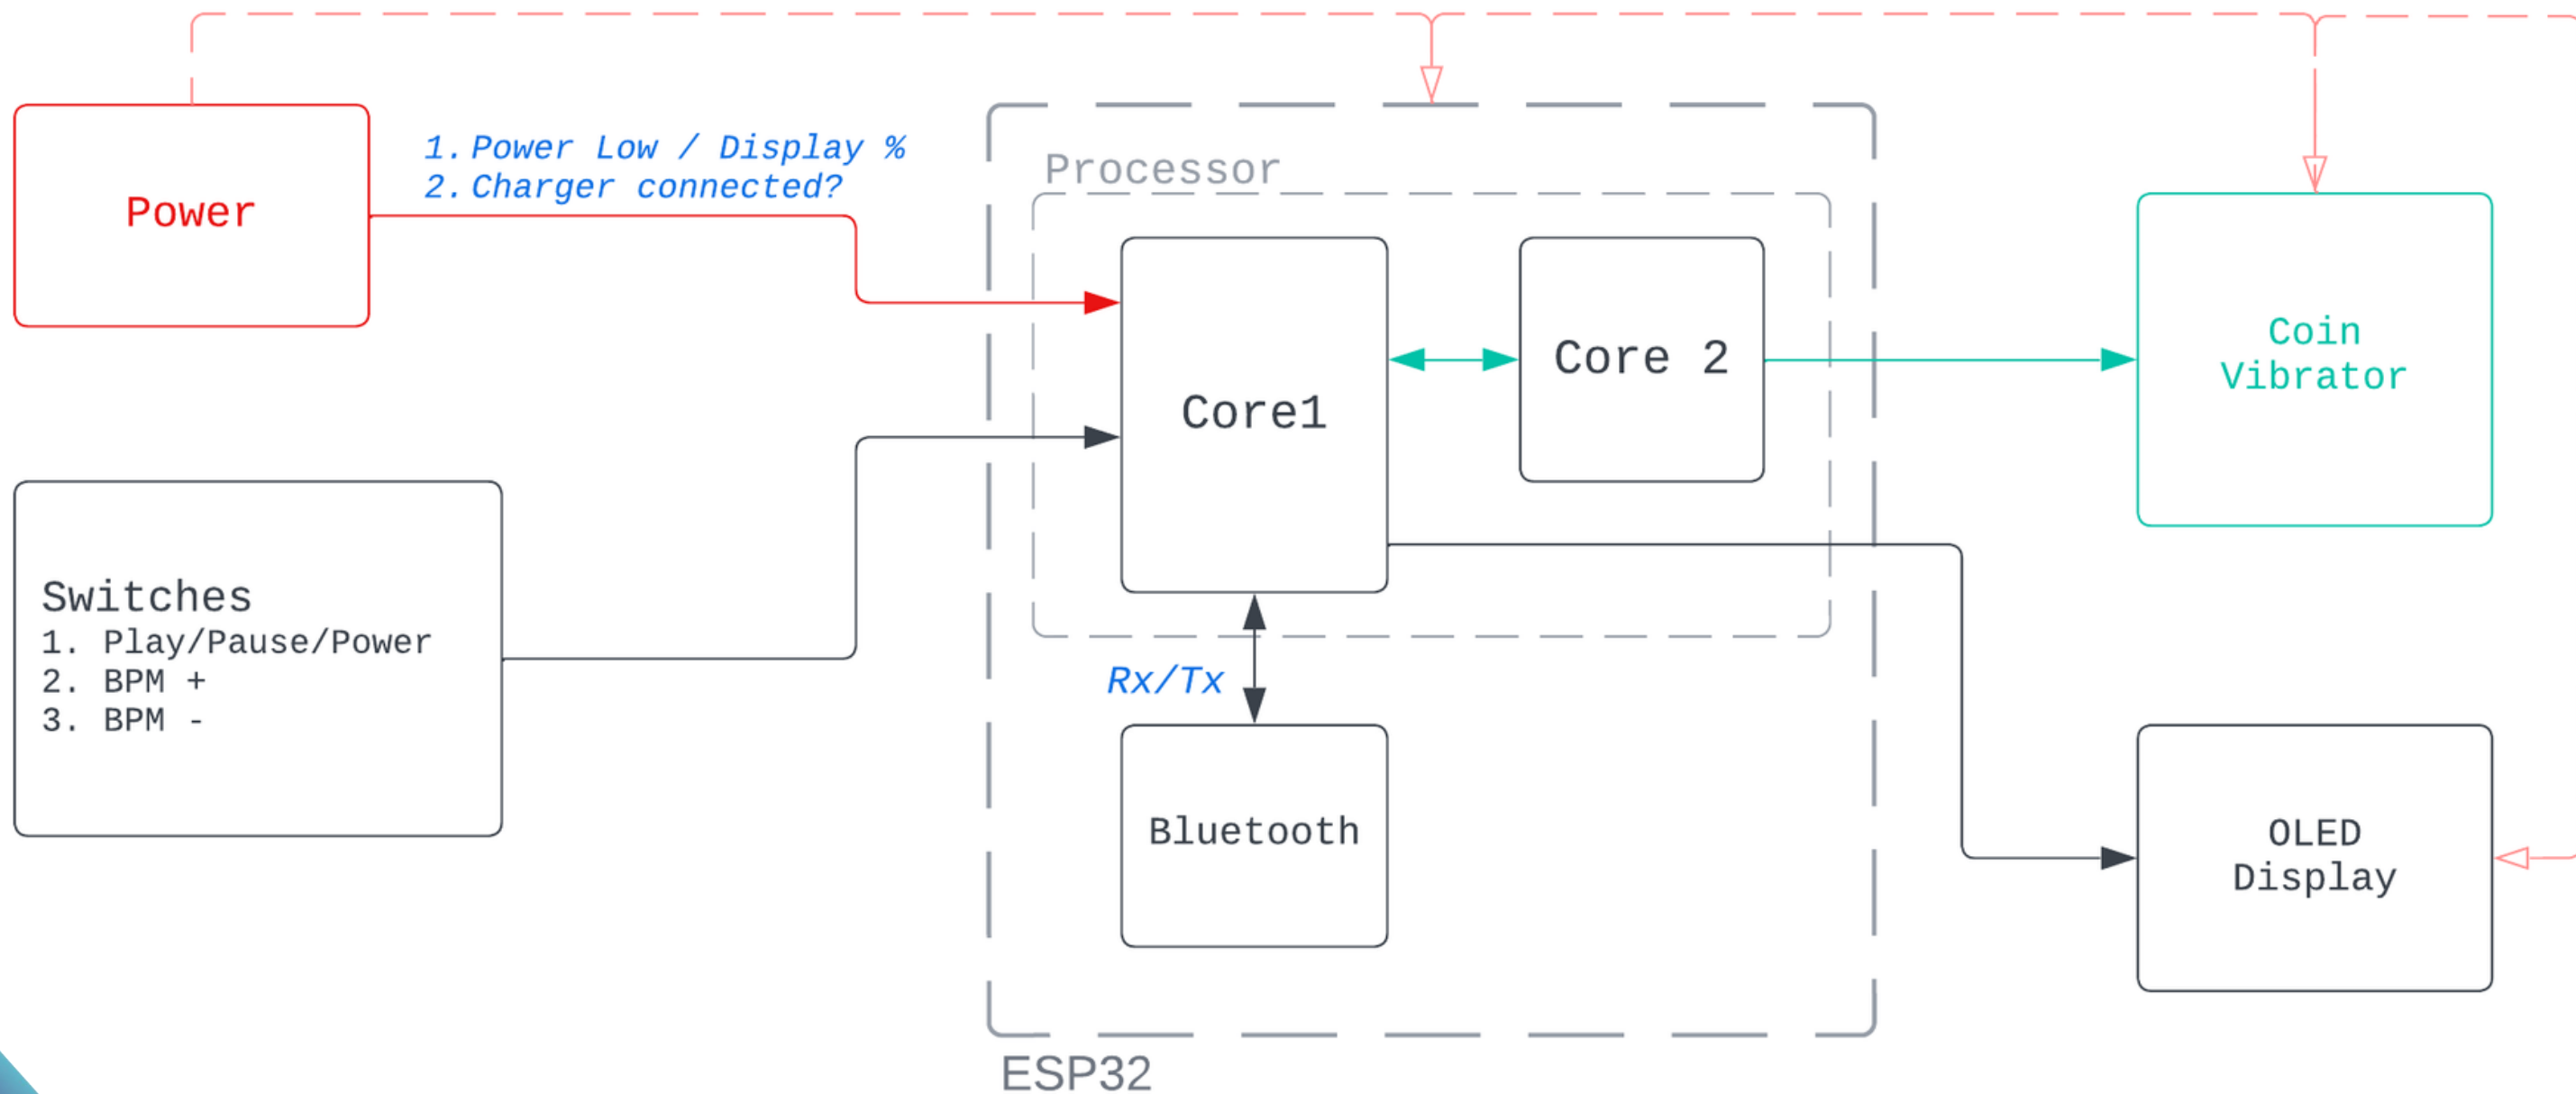 Power
1. Power Low / Display %
2. Charger connected?
Processor
Core1
Core 2
Coin
Vibrator
Switches
1. Play/Pause/Power
2. BPM +
3. BPM -
Rx/Tx
Bluetooth
OLED
Display
ESP32